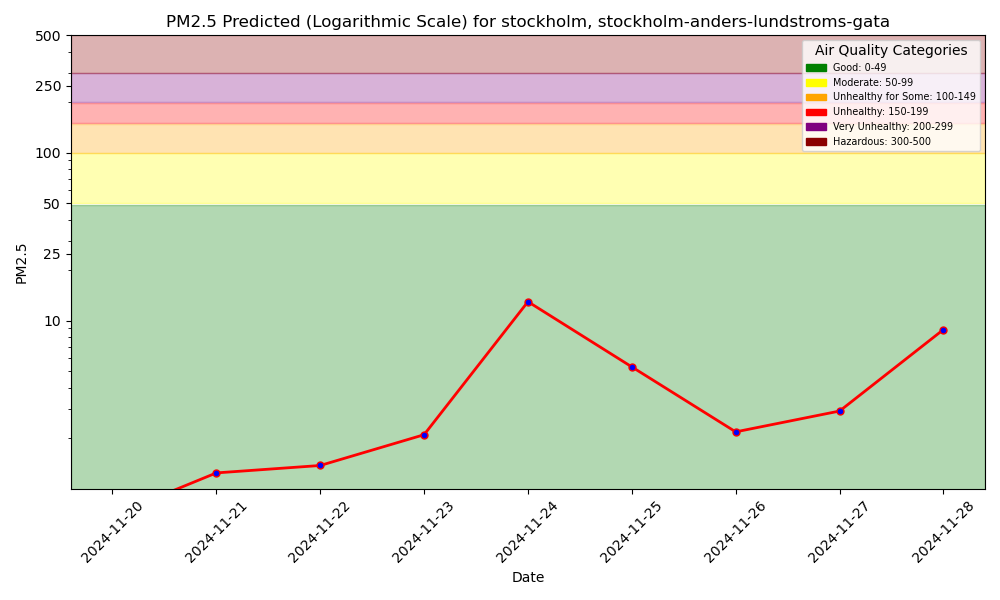 PM2.5 Predicted (Logarithmic Scale) for stockholm, stockholm-anders-lundstroms-gata
Air Quality Categories
Good: 0-49
Moderate: 50-99
Unhealthy for Some: 100-149
Unhealthy: 150-199
Very Unhealthy: 200-299
Hazardous: 300-500
500
250
100
50
25
10
PM2.5
2024-11-20
2024-11-21
2024-11-22
2024-11-23
2024-11-24
2024-11-25
2024-11-26
2024-11-27
2024-11-28
Date